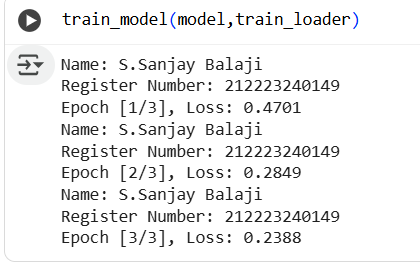 train_model(model,train_loader)
Name: S.Sanjay Balaji
Register Number: 212223240149
Epoch [1/3], Loss: 0.4701
Name: S.Sanjay Balaji
Register Number: 212223240149
Epoch [2/3], Loss: 0.2849
Name: S.Sanjay Balaji
Register Number: 212223240149
Epoch [3/3], Loss: 0.2388